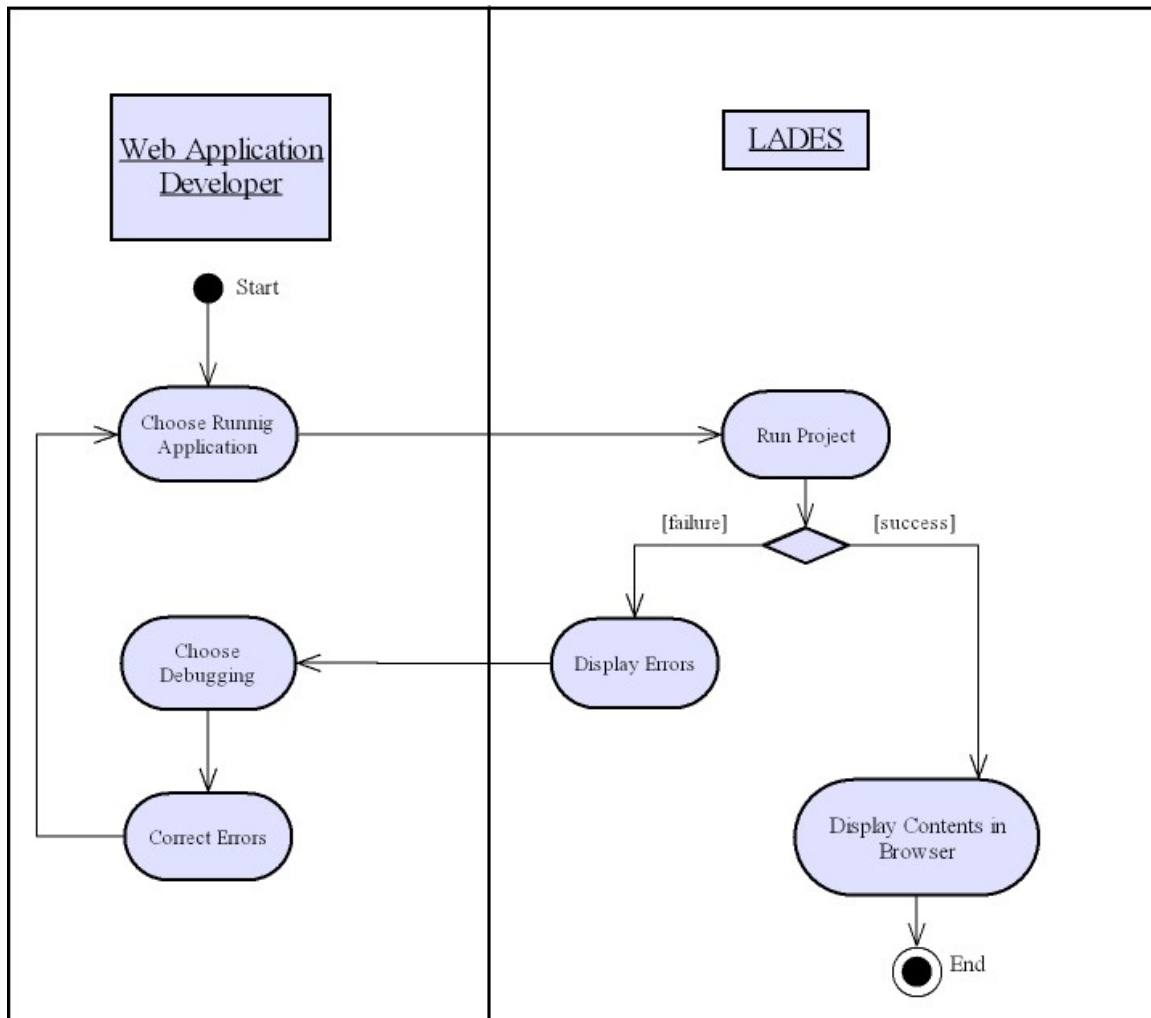 Web Application
Developer
LADES
Start
Choose Runnig
Application
Run Project
[failure]
[success]
Choose
Debugging
Display Errors
Correct Errors
Display Contents in
Browser
End